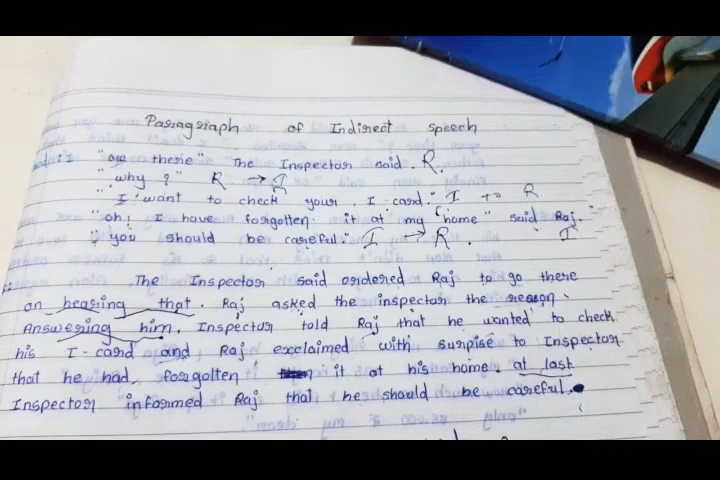 Paragraph of Indirect speech
"go there" The Inspector said. R.
"why?" R → I
"I want to check your I card." I to R
"oh! I have forgotten it at my home" said Raj."
"you should be careful." I → R. I
The Inspector said ordered Raj to go there
on hearing that. Raj asked the inspector the reason.
Answering him, Inspector told Raj that he wanted to check
his I-card and Raj exclaimed with surpise to Inspector
that he had forgotten it at his home. at last
Inspector informed Raj that he should be careful.